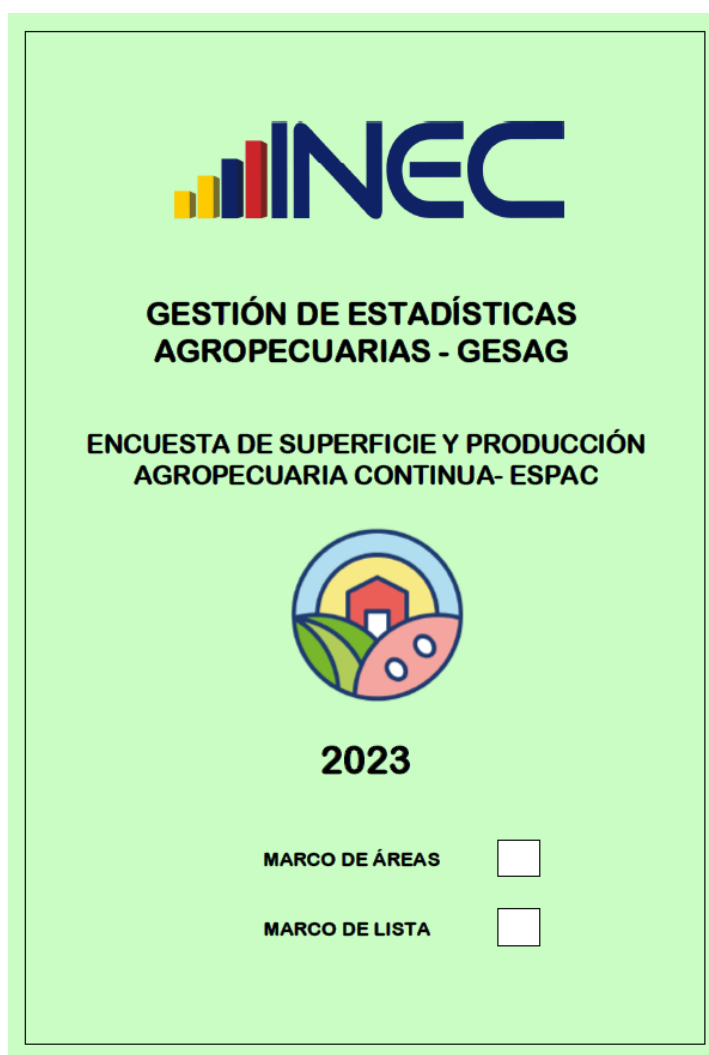 INEC
GESTIÓN DE ESTADÍSTICAS
AGROPECUARIAS - GESAG
ENCUESTA DE SUPERFICIE Y PRODUCCIÓN
AGROPECUARIA CONTINUA- ESPAC
2023
MARCO DE ÁREAS
MARCO DE LISTA